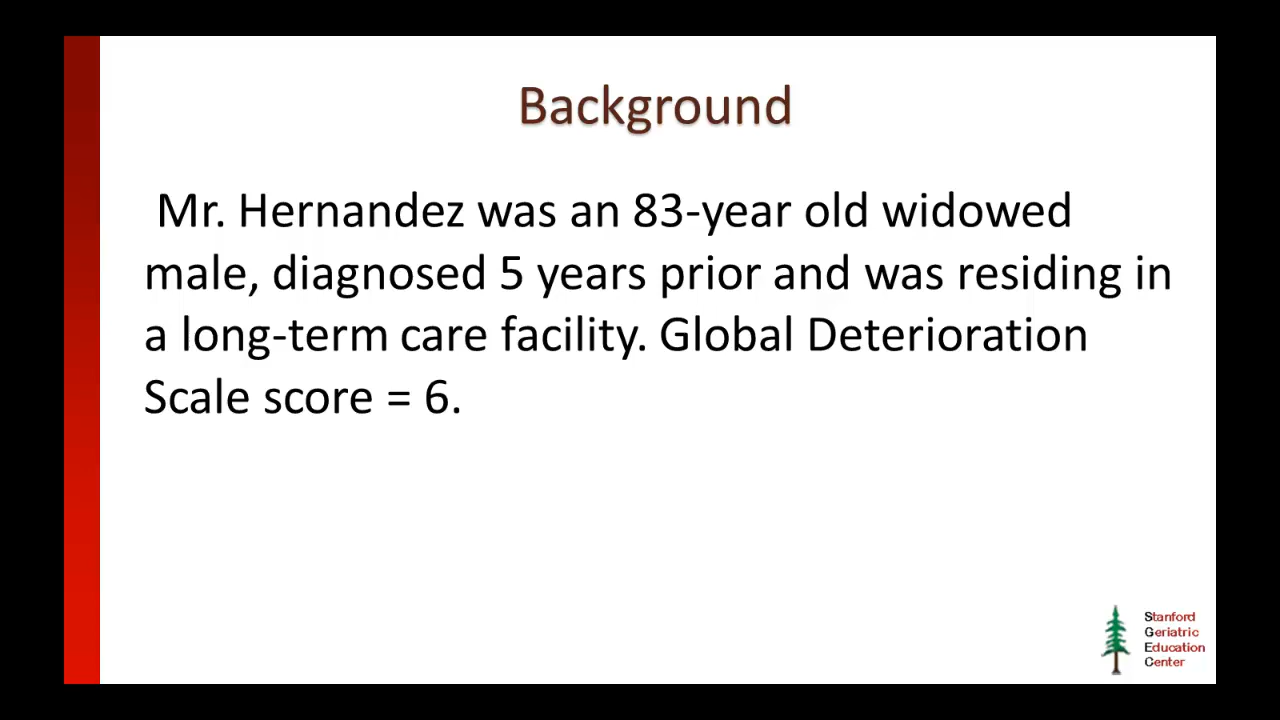 Background
Mr. Hernandez was an 83-year old widowed
male, diagnosed 5 years prior and was residing in
a long-term care facility. Global Deterioration
Scale score = 6.
Stanford
Geriatric
Education
Center